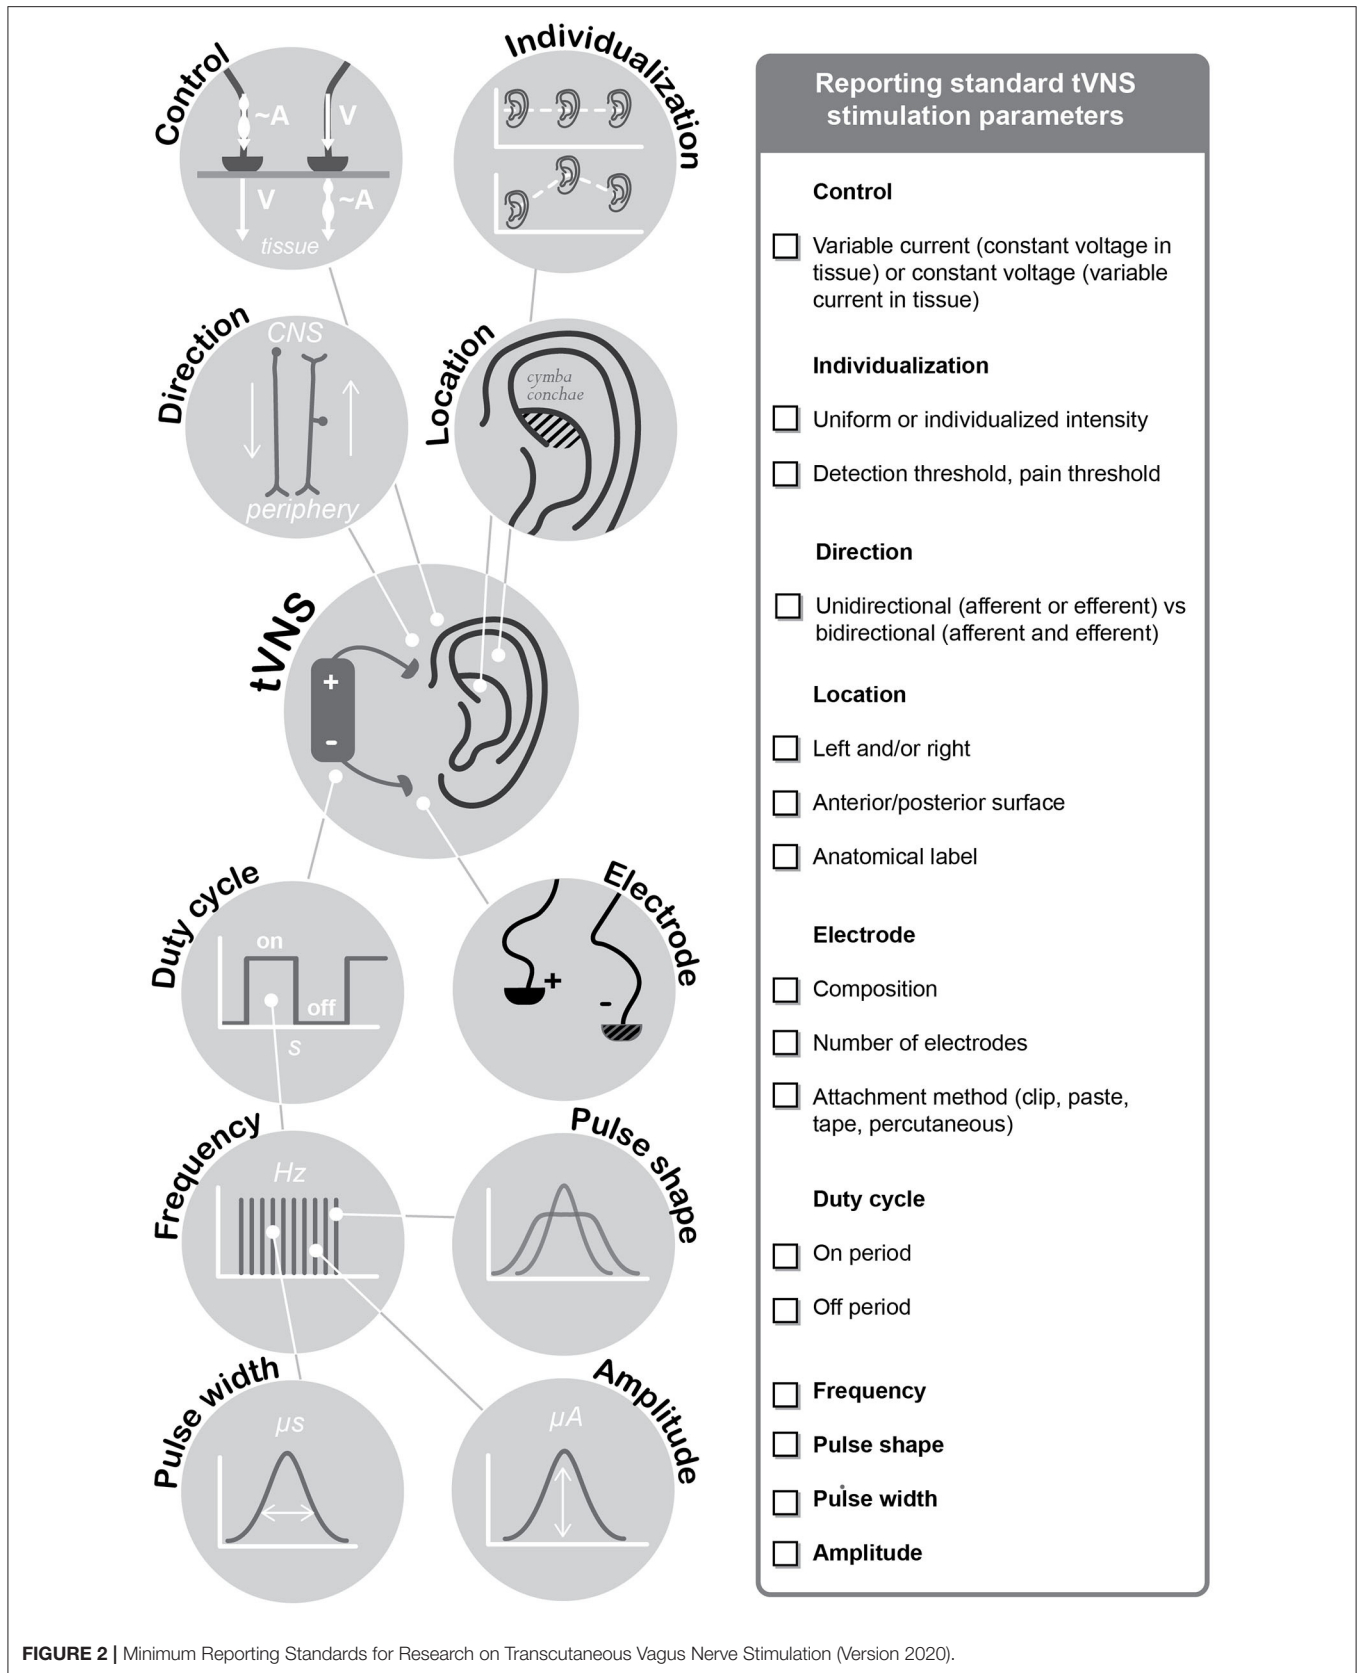 Control
~A
V
V
~A
tissue
Individualization
Direction
CNS
periphery
Location
cymba
conchae
tVNS
+
-
Duty cycle
on
off
s
Electrode
+
-
Frequency
Hz
Pulse shape
Pulse width
µs
Amplitude
µA
Reporting standard tVNS
stimulation parameters
Control
Variable current (constant voltage in
tissue) or constant voltage (variable
current in tissue)
Individualization
Uniform or individualized intensity
Detection threshold, pain threshold
Direction
Unidirectional (afferent or efferent) vs
bidirectional (afferent and efferent)
Location
Left and/or right
Anterior/posterior surface
Anatomical label
Electrode
Composition
Number of electrodes
Attachment method (clip, paste,
tape, percutaneous)
Duty cycle
On period
Off period
Frequency
Pulse shape
Pulse width
Amplitude
FIGURE 2 | Minimum Reporting Standards for Research on Transcutaneous Vagus Nerve Stimulation (Version 2020).